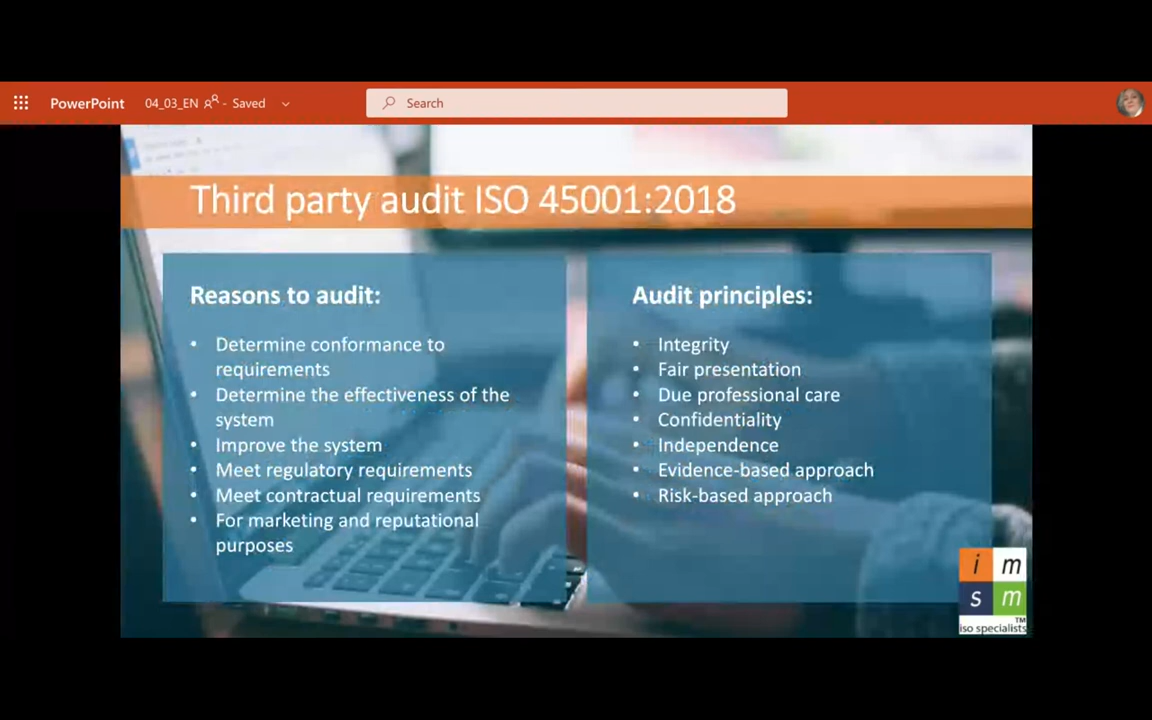 PowerPoint
04_03_EN
- Saved
Search
Third party audit ISO 45001:2018
Reasons to audit:
• Determine conformance to
requirements
• Determine the effectiveness of the
system
• Improve the system
• Meet regulatory requirements
• Meet contractual requirements
• For marketing and reputational
purposes
Audit principles:
• Integrity
• Fair presentation
• Due professional care
• Confidentiality
• Independence
• Evidence-based approach
• Risk-based approach
i m
s m
TM
iso specialists